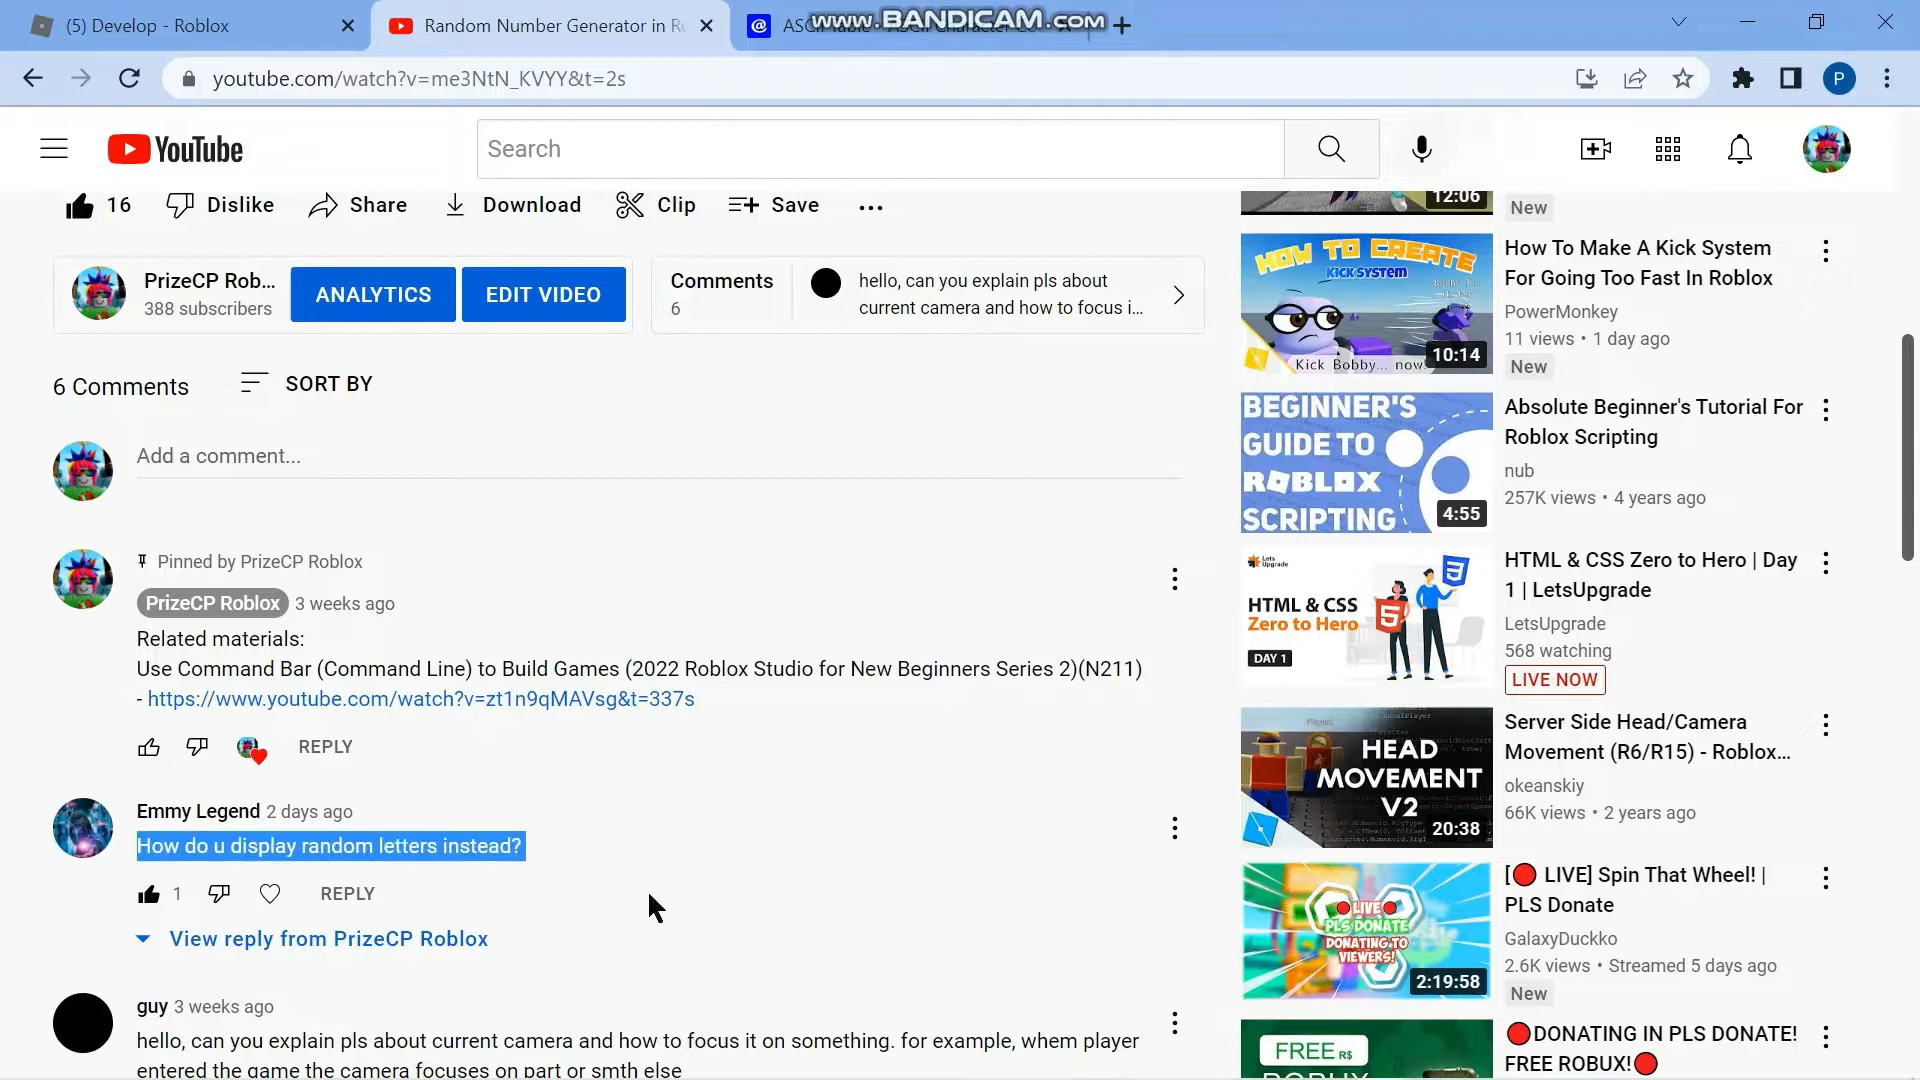 (5) Develop - Roblox
Random Number Generator in R
www.BANDICAM.com
youtube.com/watch?v=me3NtN_KVYY&t=2s
P
YouTube
Search
16
Dislike
Share
Download
Clip
Save
PrizeCP Rob...
388 subscribers
ANALYTICS
EDIT VIDEO
Comments
6
hello, can you explain pls about
current camera and how to focus i...
6 Comments
SORT BY
Add a comment...
Pinned by PrizeCP Roblox
PrizeCP Roblox 3 weeks ago
Related materials:
Use Command Bar (Command Line) to Build Games (2022 Roblox Studio for New Beginners Series 2)(N211)
- https://www.youtube.com/watch?v=zt1n9qMAVsg&t=337s
REPLY
Emmy Legend 2 days ago
How do u display random letters instead?
1
REPLY
View reply from PrizeCP Roblox
guy 3 weeks ago
hello, can you explain pls about current camera and how to focus it on something. for example, whem player
entered the game the camera focuses on part or smth else
12:06
New
HOW TO CREATE
KICK SYSTEM
Kick Bobby... now!
10:14
How To Make A Kick System
For Going Too Fast In Roblox
PowerMonkey
11 views • 1 day ago
New
BEGINNER'S
GUIDE TO
ROBLOX
SCRIPTING
4:55
Absolute Beginner's Tutorial For
Roblox Scripting
nub
257K views • 4 years ago
Lets
Upgrade
HTML & CSS
Zero to Hero
DAY 1
HTML & CSS Zero to Hero | Day
1 | LetsUpgrade
LetsUpgrade
568 watching
LIVE NOW
HEAD
MOVEMENT
V2
20:38
Server Side Head/Camera
Movement (R6/R15) - Roblox...
okeanskiy
66K views • 2 years ago
LIVE
PLS DONATE
DONATING TO
VIEWERS!
2:19:58
[🔴 LIVE] Spin That Wheel! |
PLS Donate
GalaxyDuckko
2.6K views • Streamed 5 days ago
New
FREE R$
🔴DONATING IN PLS DONATE!
FREE ROBUX!🔴